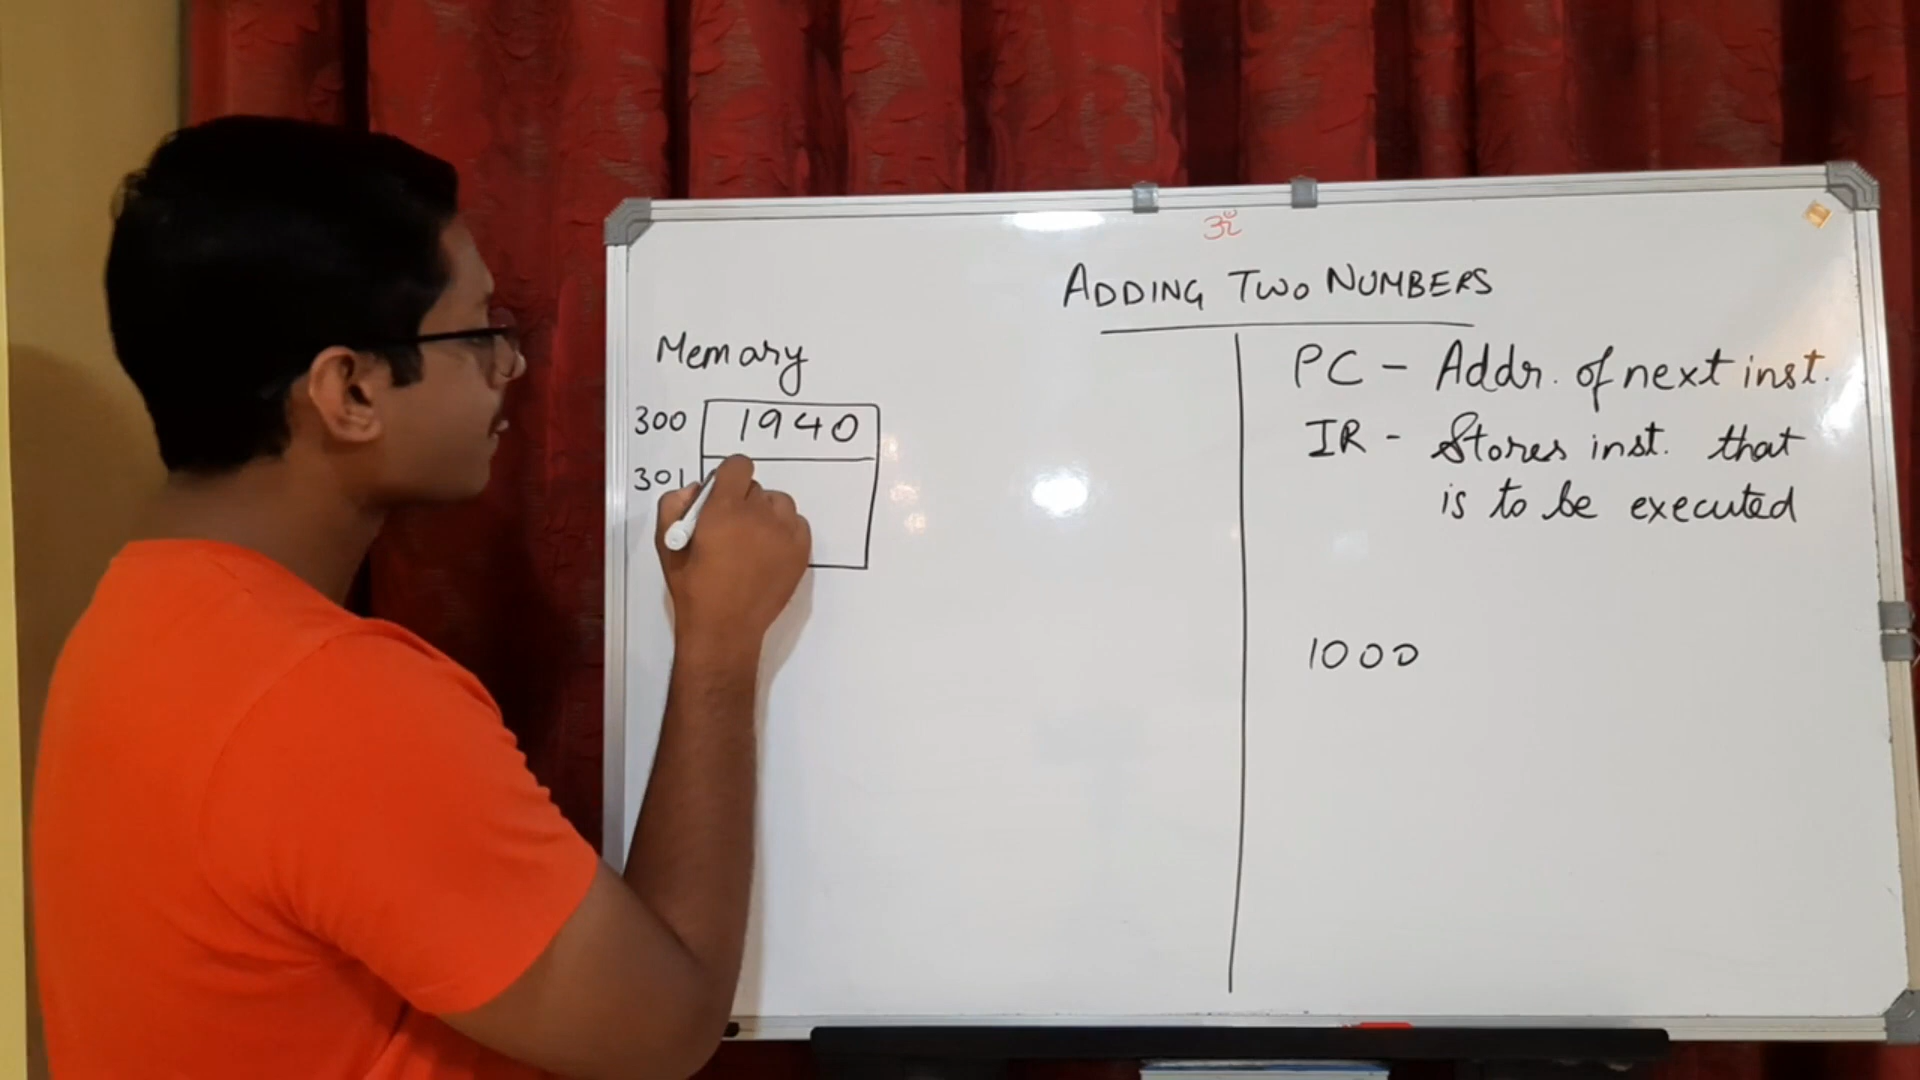 ADDING TWO NUMBERS
Memory
300 1940
301
PC - Addr. of next inst.
IR - Stores inst. that
is to be executed
1000